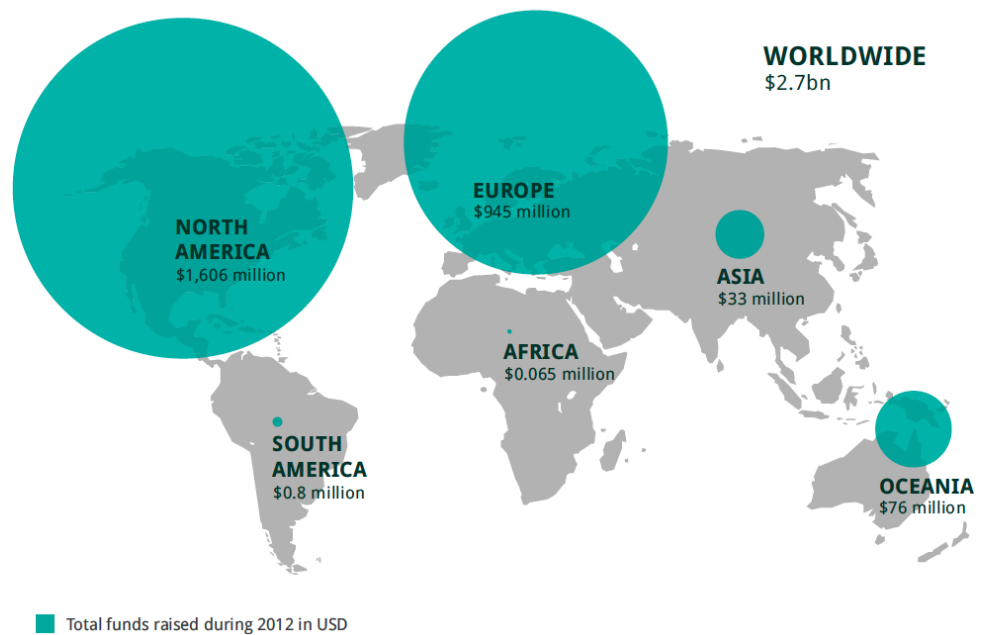 WORLDWIDE
$2.7bn
NORTH
AMERICA
$1,606 million
EUROPE
$945 million
ASIA
$33 million
AFRICA
$0.065 million
SOUTH
AMERICA
$0.8 million
OCEANIA
$76 million
Total funds raised during 2012 in USD